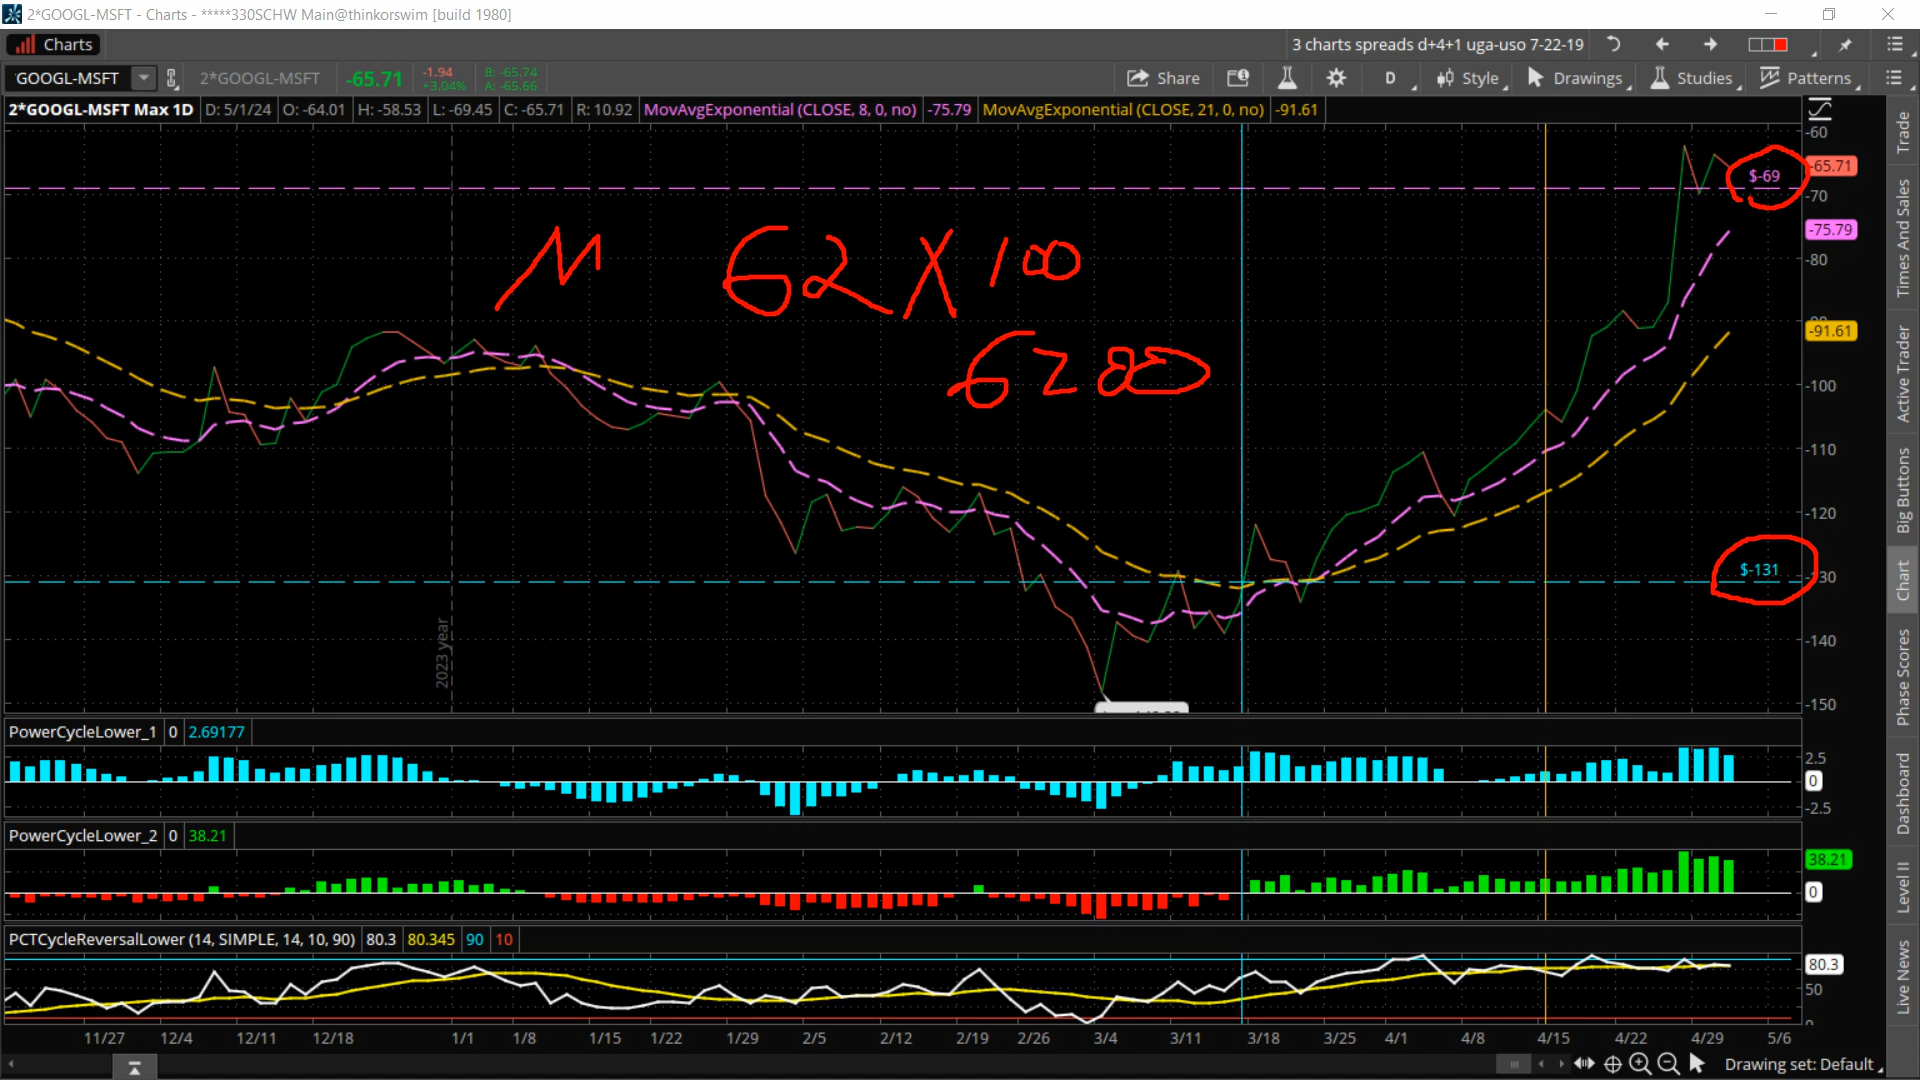 2*GOOGL-MSFT - Charts - *****330SCHW Main@thinkorswim [build 1980]
Charts
3 charts spreads d+4+1 uga-uso 7-22-19
GOOGL-MSFT 2*GOOGL-MSFT -65.71 -1.94 +3.04% B: -65.74 A: -65.66 Share D Style Drawings Studies Patterns
2*GOOGL-MSFT Max 1D D: 5/1/24 O: -64.01 H: -58.53 L: -69.45 C: -65.71 R: 10.92 MovAvgExponential (CLOSE, 8, 0, no) -75.79 MovAvgExponential (CLOSE, 21, 0, no) -91.61
-60
-65.71
$-69
-70
-75.79
-80
-91.61
-100
-110
-120
$-131
-140
-150
62 X 100
6200
2023 year
PowerCycleLower_1 0 2.69177
2.5
0
-2.5
PowerCycleLower_2 0 38.21
38.21
0
PCTCycleReversalLower (14, SIMPLE, 14, 10, 90) 80.3 80.345 90 10
80.3
50
0
11/27 12/4 12/11 12/18 1/1 1/8 1/15 1/22 1/29 2/5 2/12 2/19 2/26 3/4 3/11 3/18 3/25 4/1 4/8 4/15 4/22 4/29 5/6
Drawing set: Default
Trade
Times And Sales
Active Trader
Big Buttons
Chart
Phase Scores
Dashboard
Level II
Live News